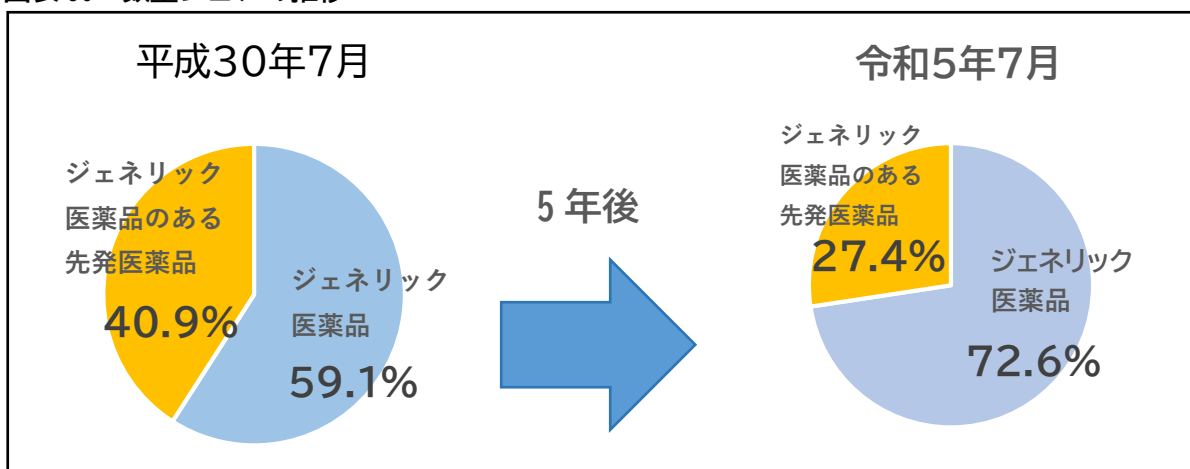 平成30年7月
ジェネリック
医薬品のある
先発医薬品
40.9%
ジェネリック
医薬品
59.1%
5年後
令和5年7月
ジェネリック
医薬品のある
先発医薬品
27.4%
ジェネリック
医薬品
72.6%